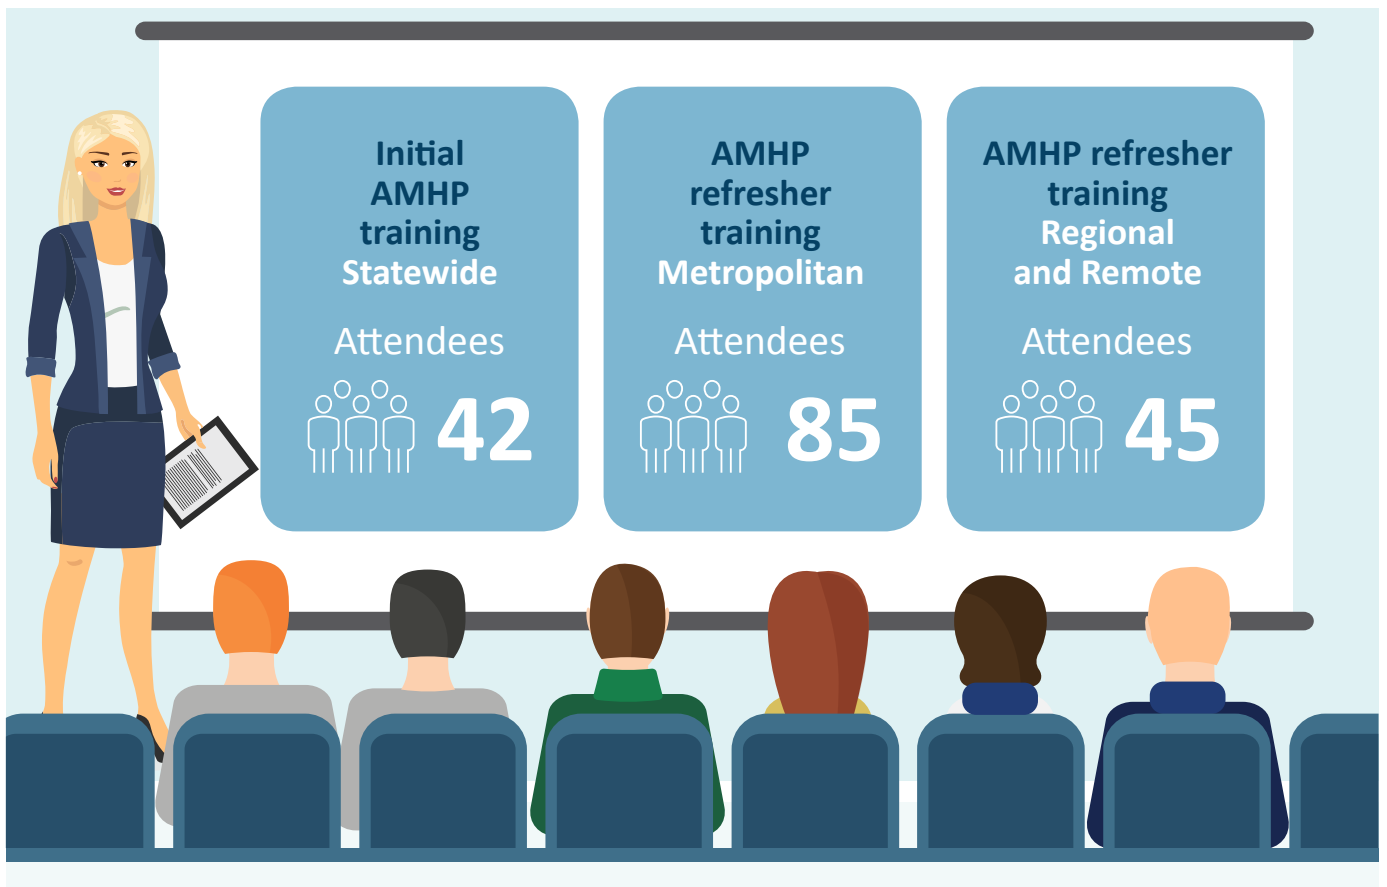 Initial
AMHP
training
Statewide
Attendees
42
AMHP
refresher
training
Metropolitan
Attendees
85
AMHP refresher
training
Regional
and Remote
Attendees
45